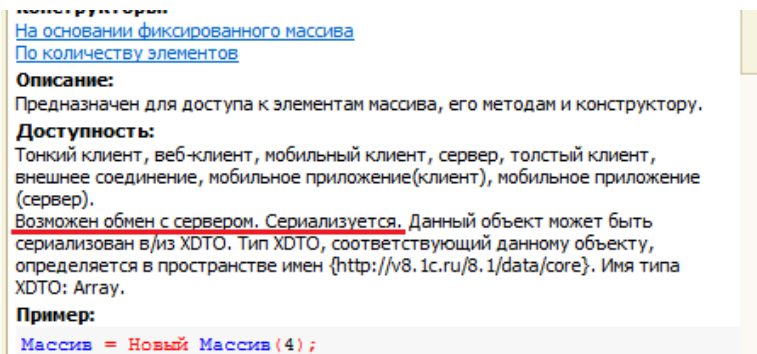 Конструкторы:
На основании фиксированного массива
По количеству элементов
Описание:
Предназначен для доступа к элементам массива, его методам и конструктору.
Доступность:
Тонкий клиент, веб-клиент, мобильный клиент, сервер, толстый клиент,
внешнее соединение, мобильное приложение(клиент), мобильное приложение
(сервер).
Возможен обмен с сервером. Сериализуется. Данный объект может быть
сериализован в/из XDTO. Тип XDTO, соответствующий данному объекту,
определяется в пространстве имен {http://v8.1c.ru/8.1/data/core}. Имя типа
XDTO: Array.
Пример:
Массив = Новый Массив(4);